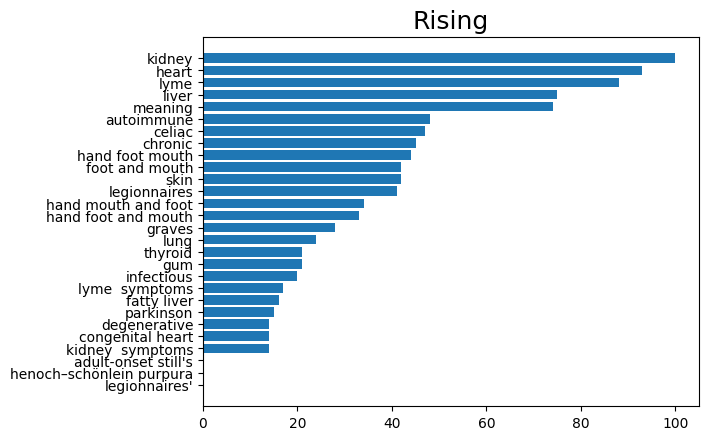 Rising
kidney
heart
lyme
liver
meaning
autoimmune
celiac
chronic
hand foot mouth
foot and mouth
skin
legionnaires
hand mouth and foot
hand foot and mouth
graves
lung
thyroid
gum
infectious
lyme  symptoms
fatty liver
parkinson
degenerative
congenital heart
kidney  symptoms
adult-onset still's
henoch–schönlein purpura
legionnaires'
0 20 40 60 80 100